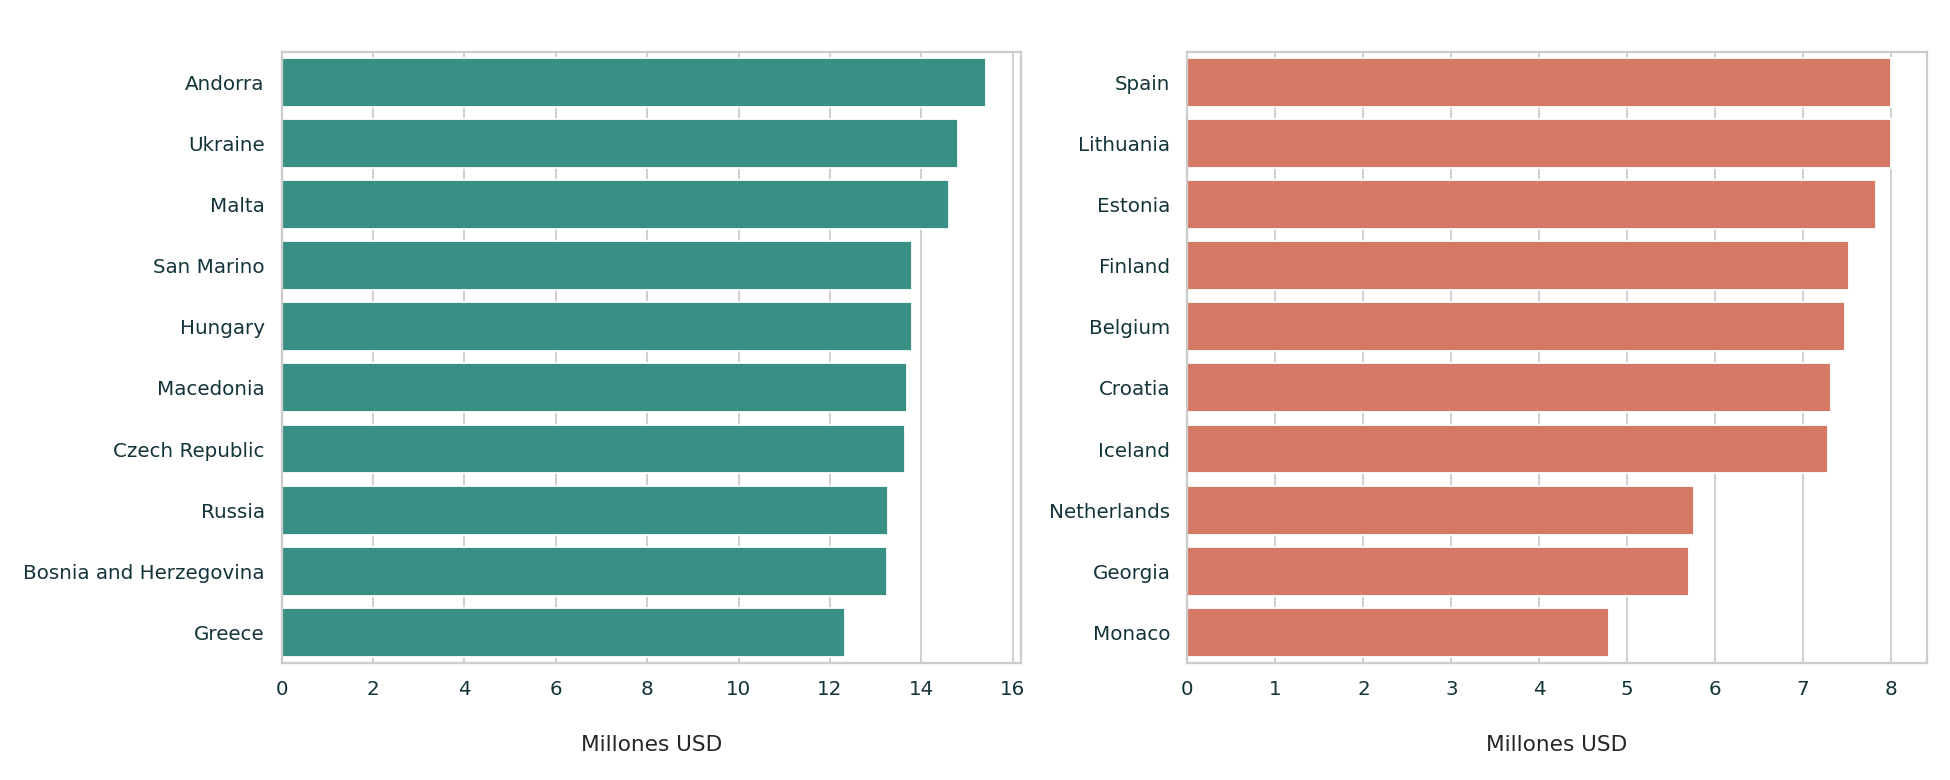 Andorra
Ukraine
Malta
San Marino
Hungary
Macedonia
Czech Republic
Russia
Bosnia and Herzegovina
Greece
0 2 4 6 8 10 12 14 16
Millones USD
Spain
Lithuania
Estonia
Finland
Belgium
Croatia
Iceland
Netherlands
Georgia
Monaco
0 1 2 3 4 5 6 7 8
Millones USD